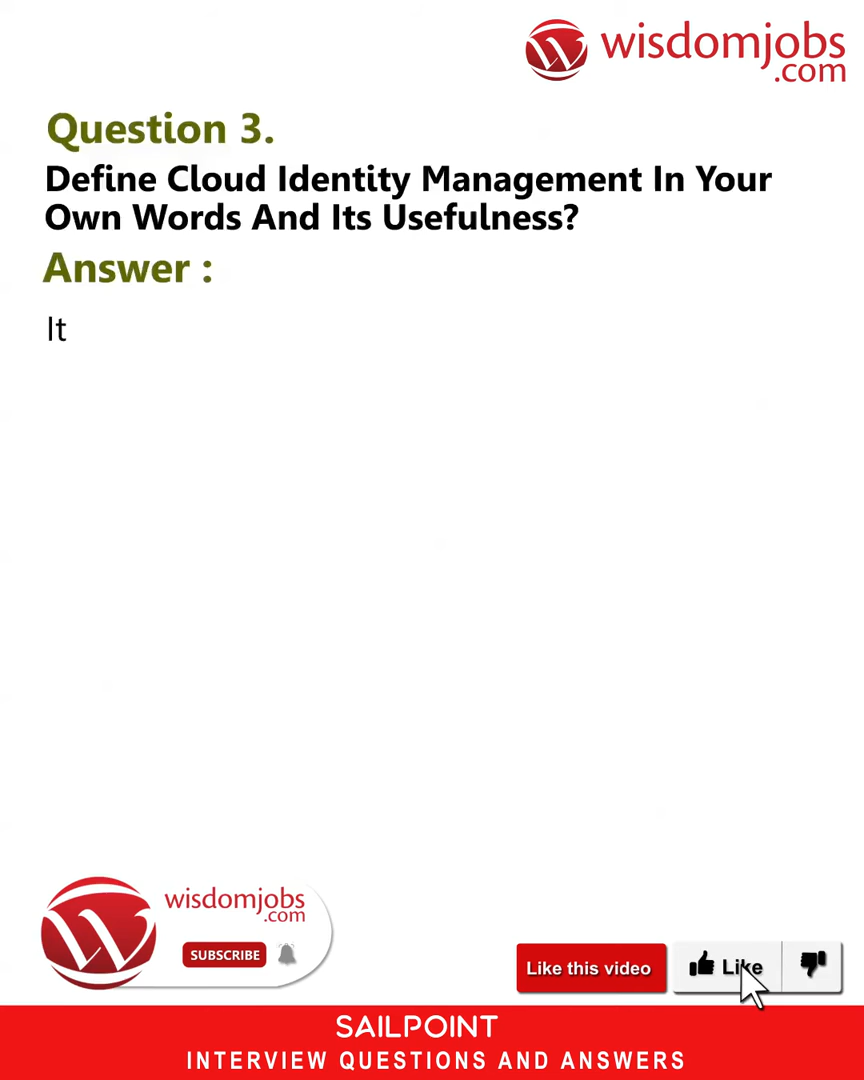 wisdomjobs
.com
Question 3.
Define Cloud Identity Management In Your
Own Words And Its Usefulness?
Answer :
It
wisdomjobs
.com
SUBSCRIBE
Like this video
Like
SAILPOINT
INTERVIEW QUESTIONS AND ANSWERS